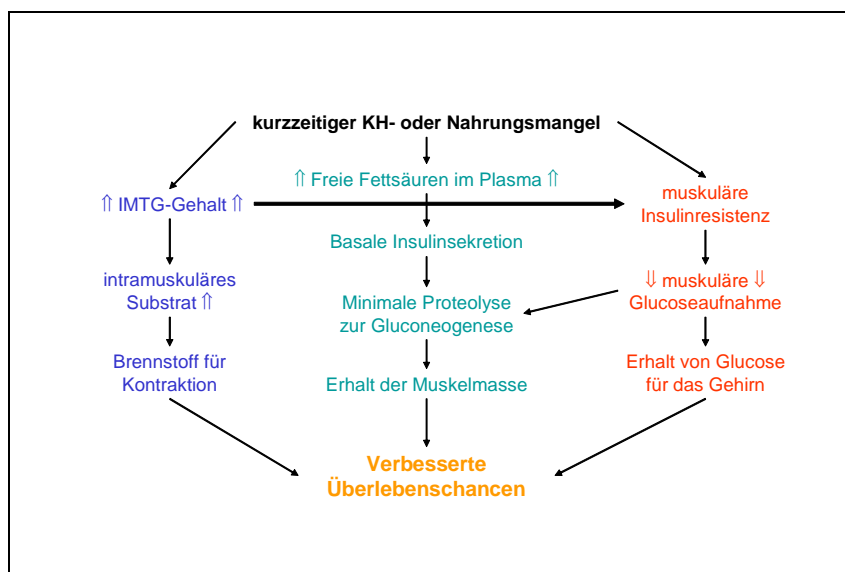 kurzzeitiger KH- oder Nahrungsmangel
⇑ IMTG-Gehalt ⇑
intramuskuläres
Substrat ⇑
Brennstoff für
Kontraktion
⇑ Freie Fettsäuren im Plasma ⇑
Basale Insulinsekretion
Minimale Proteolyse
zur Gluconeogenese
Erhalt der Muskelmasse
muskuläre
Insulinresistenz
⇓ muskuläre ⇓
Glucoseaufnahme
Erhalt von Glucose
für das Gehirn
Verbesserte
Überlebenschancen